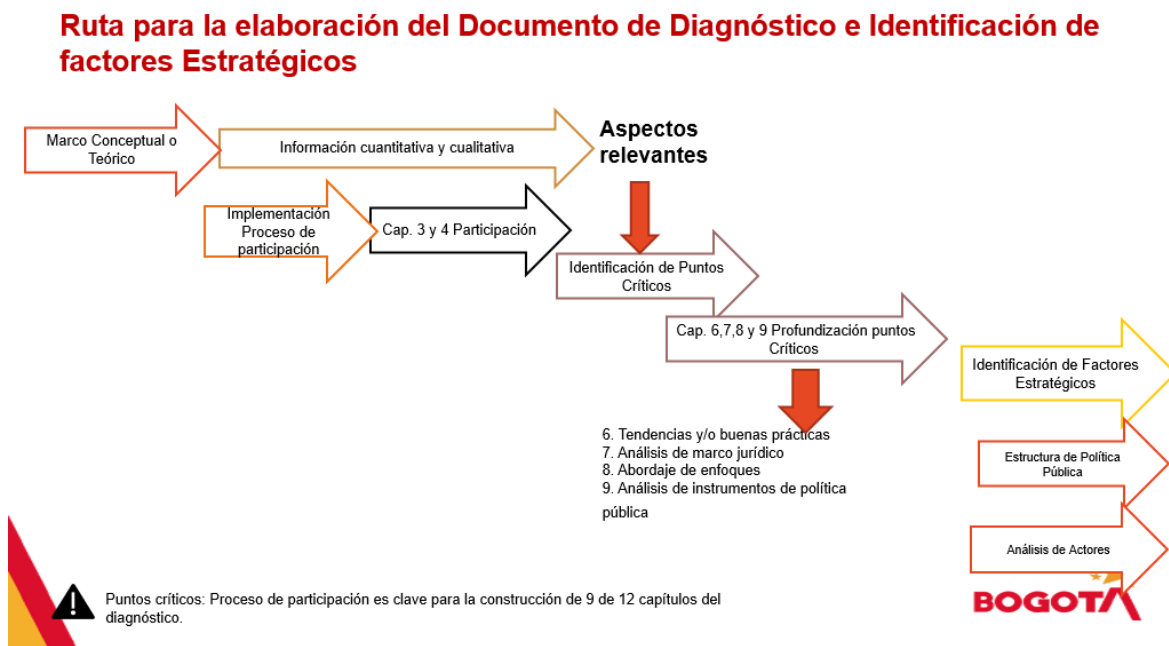 Ruta para la elaboración del Documento de Diagnóstico e Identificación de
factores Estratégicos
Marco Conceptual o
Teórico
Información cuantitativa y cualitativa
Aspectos
relevantes
Implementación
Proceso de
participación
Cap. 3 y 4 Participación
Identificación de Puntos
Críticos
Cap. 6,7,8 y 9 Profundización puntos
Críticos
Identificación de Factores
Estratégicos
6. Tendencias y/o buenas prácticas
7. Análisis de marco jurídico
8. Abordaje de enfoques
9. Análisis de instrumentos de política
pública
Estructura de Política
Pública
Análisis de Actores
Puntos críticos: Proceso de participación es clave para la construcción de 9 de 12 capítulos del
diagnóstico.
BOGOTÁ